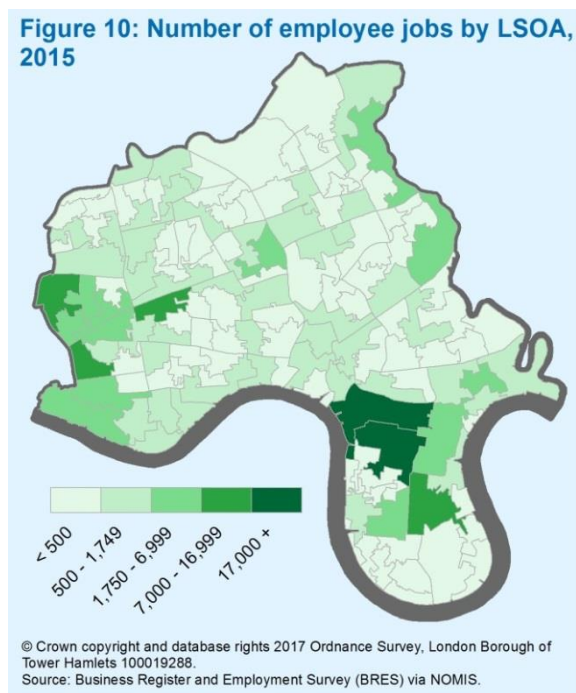 Figure 10: Number of employee jobs by LSOA,
2015
< 500
500 - 1,749
1,750 - 6,999
7,000 - 16,999
17,000 +
© Crown copyright and database rights 2017 Ordnance Survey, London Borough of
Tower Hamlets 100019288.
Source: Business Register and Employment Survey (BRES) via NOMIS.